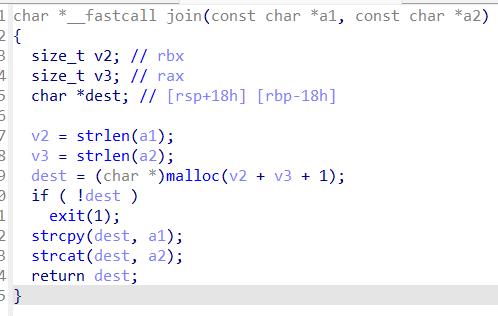 1 char *__fastcall join(const char *a1, const char *a2)
2 {
3 size_t v2; // rbx
4 size_t v3; // rax
5 char *dest; // [rsp+18h] [rbp-18h]
6
7 v2 = strlen(a1);
8 v3 = strlen(a2);
9 dest = (char *)malloc(v2 + v3 + 1);
0 if ( !dest )
1 exit(1);
2 strcpy(dest, a1);
3 strcat(dest, a2);
4 return dest;
5 }